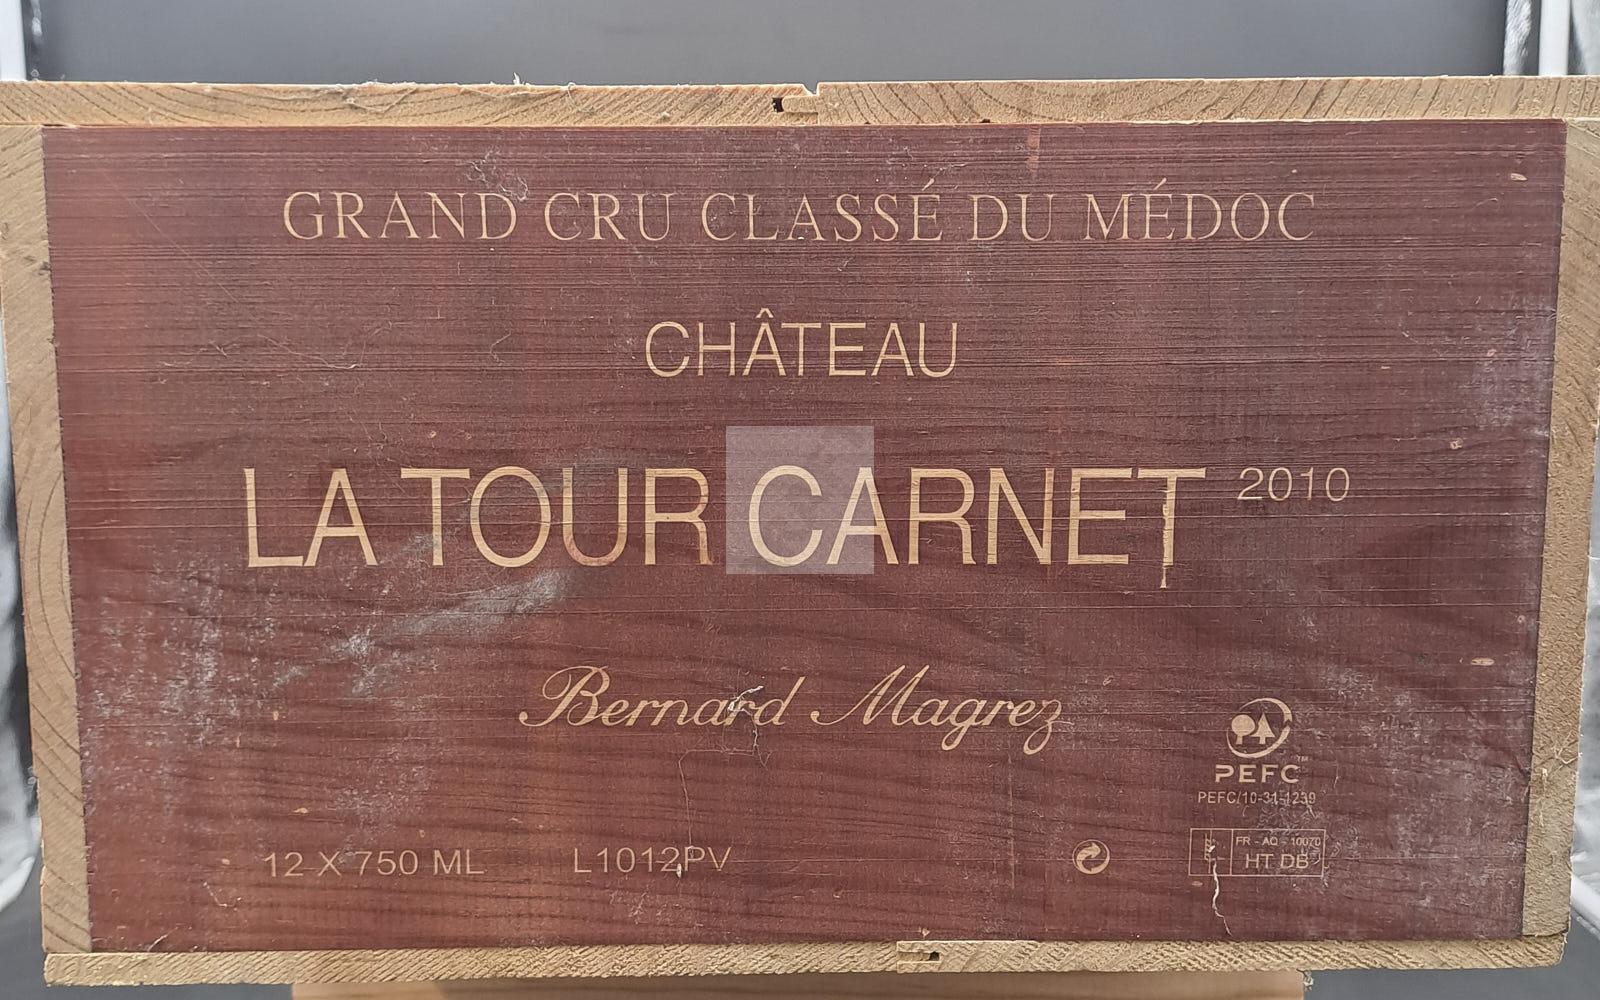 GRAND CRU CLASSÉ DU MÉDOC
CHÂTEAU
LA TOUR CARNET 2010
Bernard Magrez
PEFC™
PEFC/10-31-1239
12 X 750 ML L1012PV
FR - AQ - 10070
HT DB